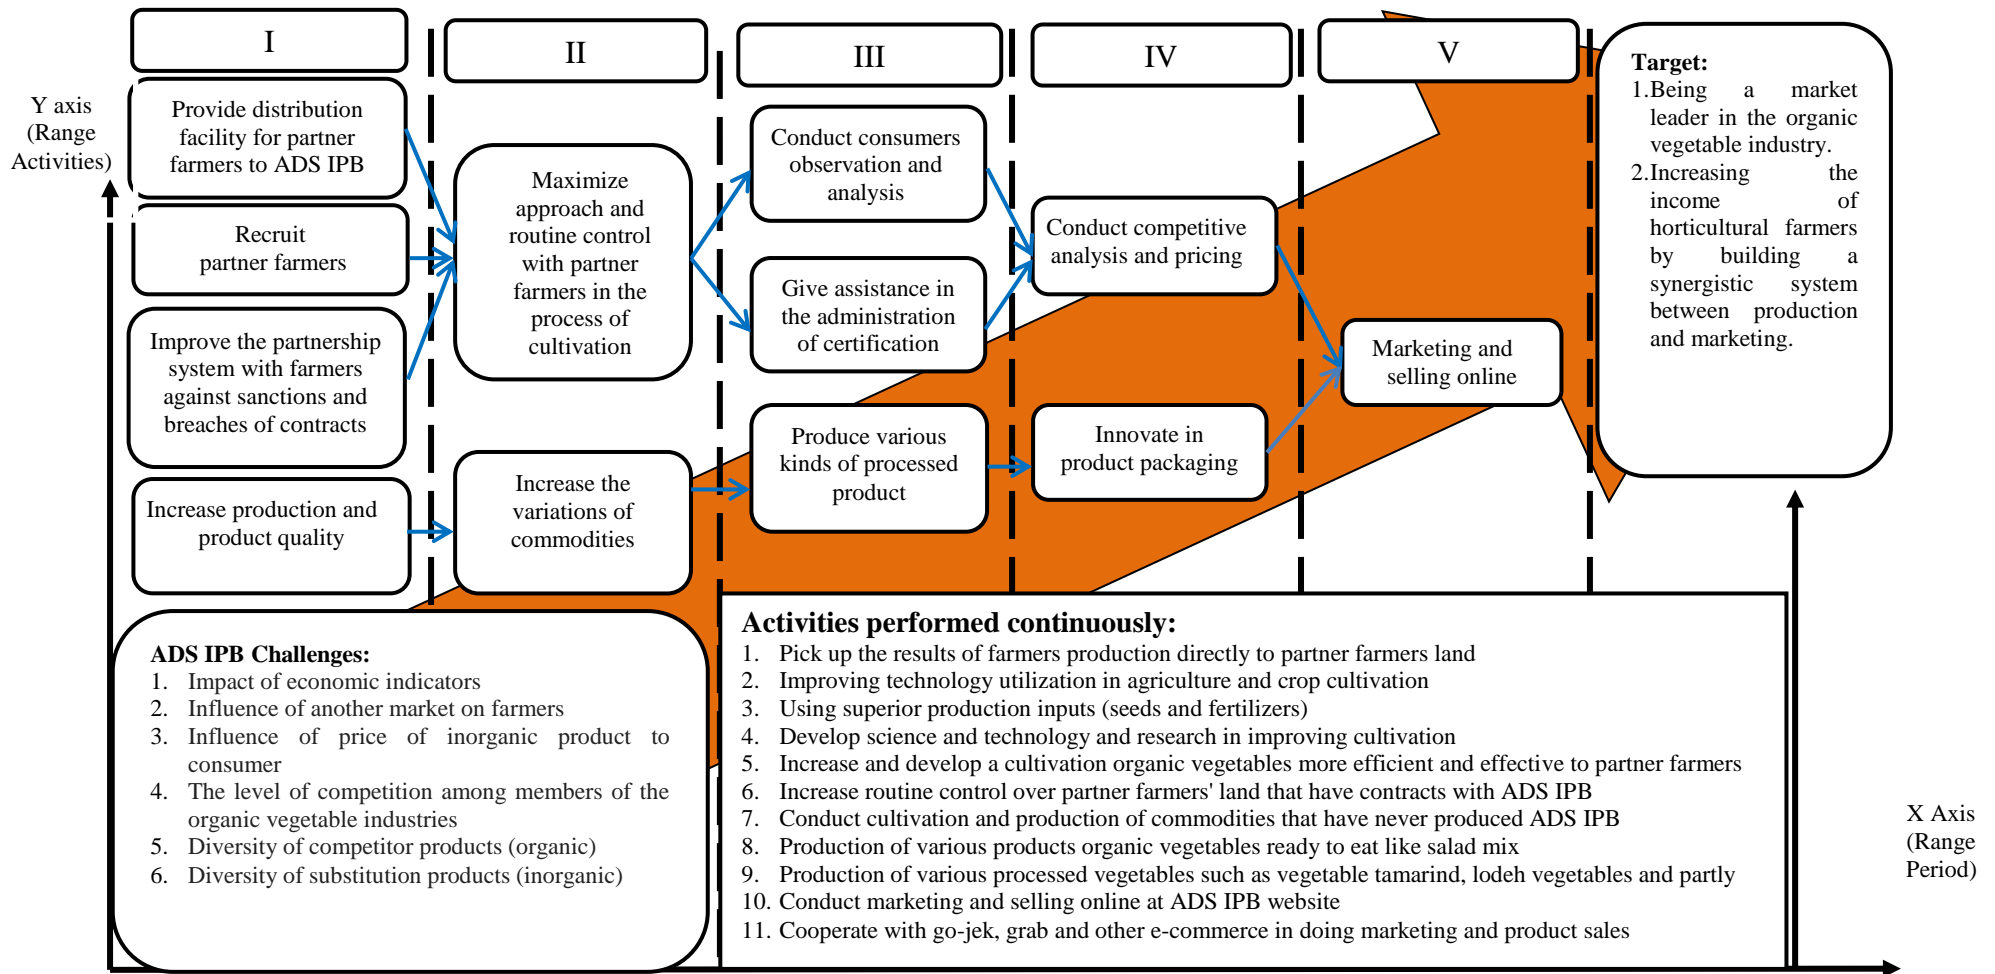 I
II
III
IV
V
Y axis
(Range
Activities)
Provide distribution
facility for partner
farmers to ADS IPB
Recruit
partner farmers
Improve the partnership
system with farmers
against sanctions and
breaches of contracts
Increase production and
product quality
Maximize
approach and
routine control
with partner
farmers in the
process of
cultivation
Increase the
variations of
commodities
Conduct consumers
observation and
analysis
Give assistance in
the administration
of certification
Produce various
kinds of processed
product
Conduct competitive
analysis and pricing
Innovate in
product packaging
Marketing and
selling online
Target:
1.Being a market
leader in the organic
vegetable industry.
2.Increasing the
income of
horticultural farmers
by building a
synergistic system
between production
and marketing.
ADS IPB Challenges:
1. Impact of economic indicators
2. Influence of another market on farmers
3. Influence of price of inorganic product to
consumer
4. The level of competition among members of the
organic vegetable industries
5. Diversity of competitor products (organic)
6. Diversity of substitution products (inorganic)
Activities performed continuously:
1. Pick up the results of farmers production directly to partner farmers land
2. Improving technology utilization in agriculture and crop cultivation
3. Using superior production inputs (seeds and fertilizers)
4. Develop science and technology and research in improving cultivation
5. Increase and develop a cultivation organic vegetables more efficient and effective to partner farmers
6. Increase routine control over partner farmers' land that have contracts with ADS IPB
7. Conduct cultivation and production of commodities that have never produced ADS IPB
8. Production of various products organic vegetables ready to eat like salad mix
9. Production of various processed vegetables such as vegetable tamarind, lodeh vegetables and partly
10. Conduct marketing and selling online at ADS IPB website
11. Cooperate with go-jek, grab and other e-commerce in doing marketing and product sales
X Axis
(Range
Period)